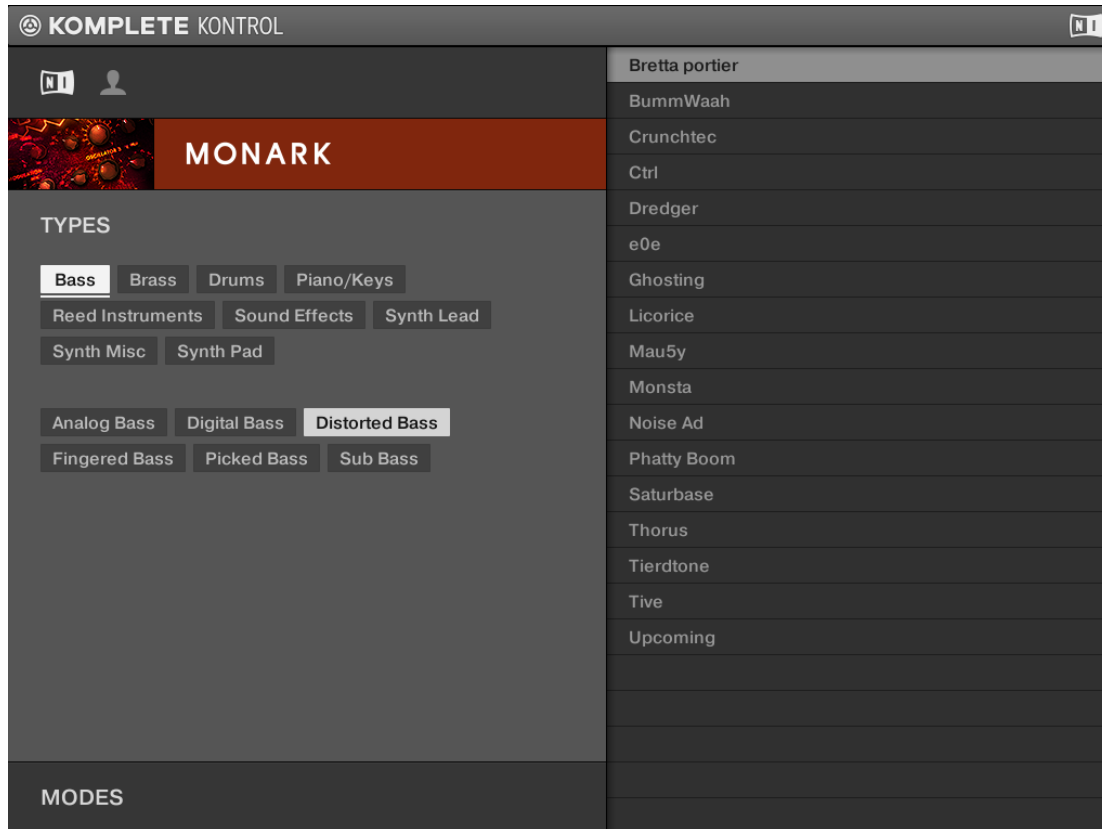 KOMPLETE KONTROL
NI
NI
MONARK
TYPES
Bass Brass Drums Piano/Keys
Reed Instruments Sound Effects Synth Lead
Synth Misc Synth Pad
Analog Bass Digital Bass Distorted Bass
Fingered Bass Picked Bass Sub Bass
MODES
Bretta portier
BummWaah
Crunchtec
Ctrl
Dredger
e0e
Ghosting
Licorice
Mau5y
Monsta
Noise Ad
Phatty Boom
Saturbase
Thorus
Tierdtone
Tive
Upcoming